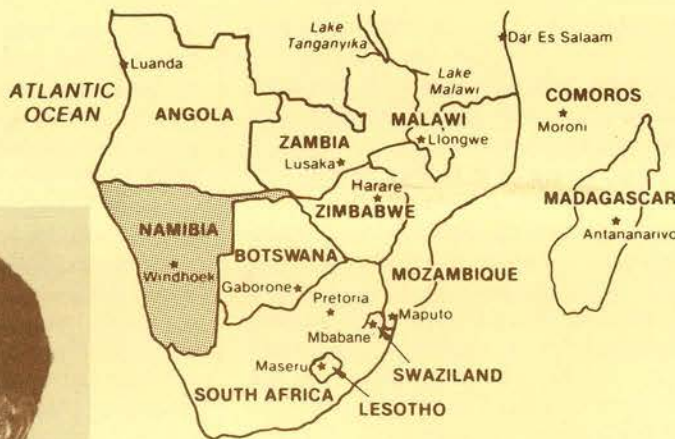 Lake
Tanganyika
Dar Es Salaam
Luanda
Lake
Malawi
ATLANTIC
OCEAN
ANGOLA
COMOROS
Moroni
MALAWI
Llongwe
ZAMBIA
Lusaka
Harare
ZIMBABWE
MADAGASCAR
Antananarivo
NAMIBIA
Windhoek
BOTSWANA
Gaborone
MOZAMBIQUE
Pretoria
Maputo
Mbabane
SWAZILAND
Maseru
SOUTH AFRICA
LESOTHO